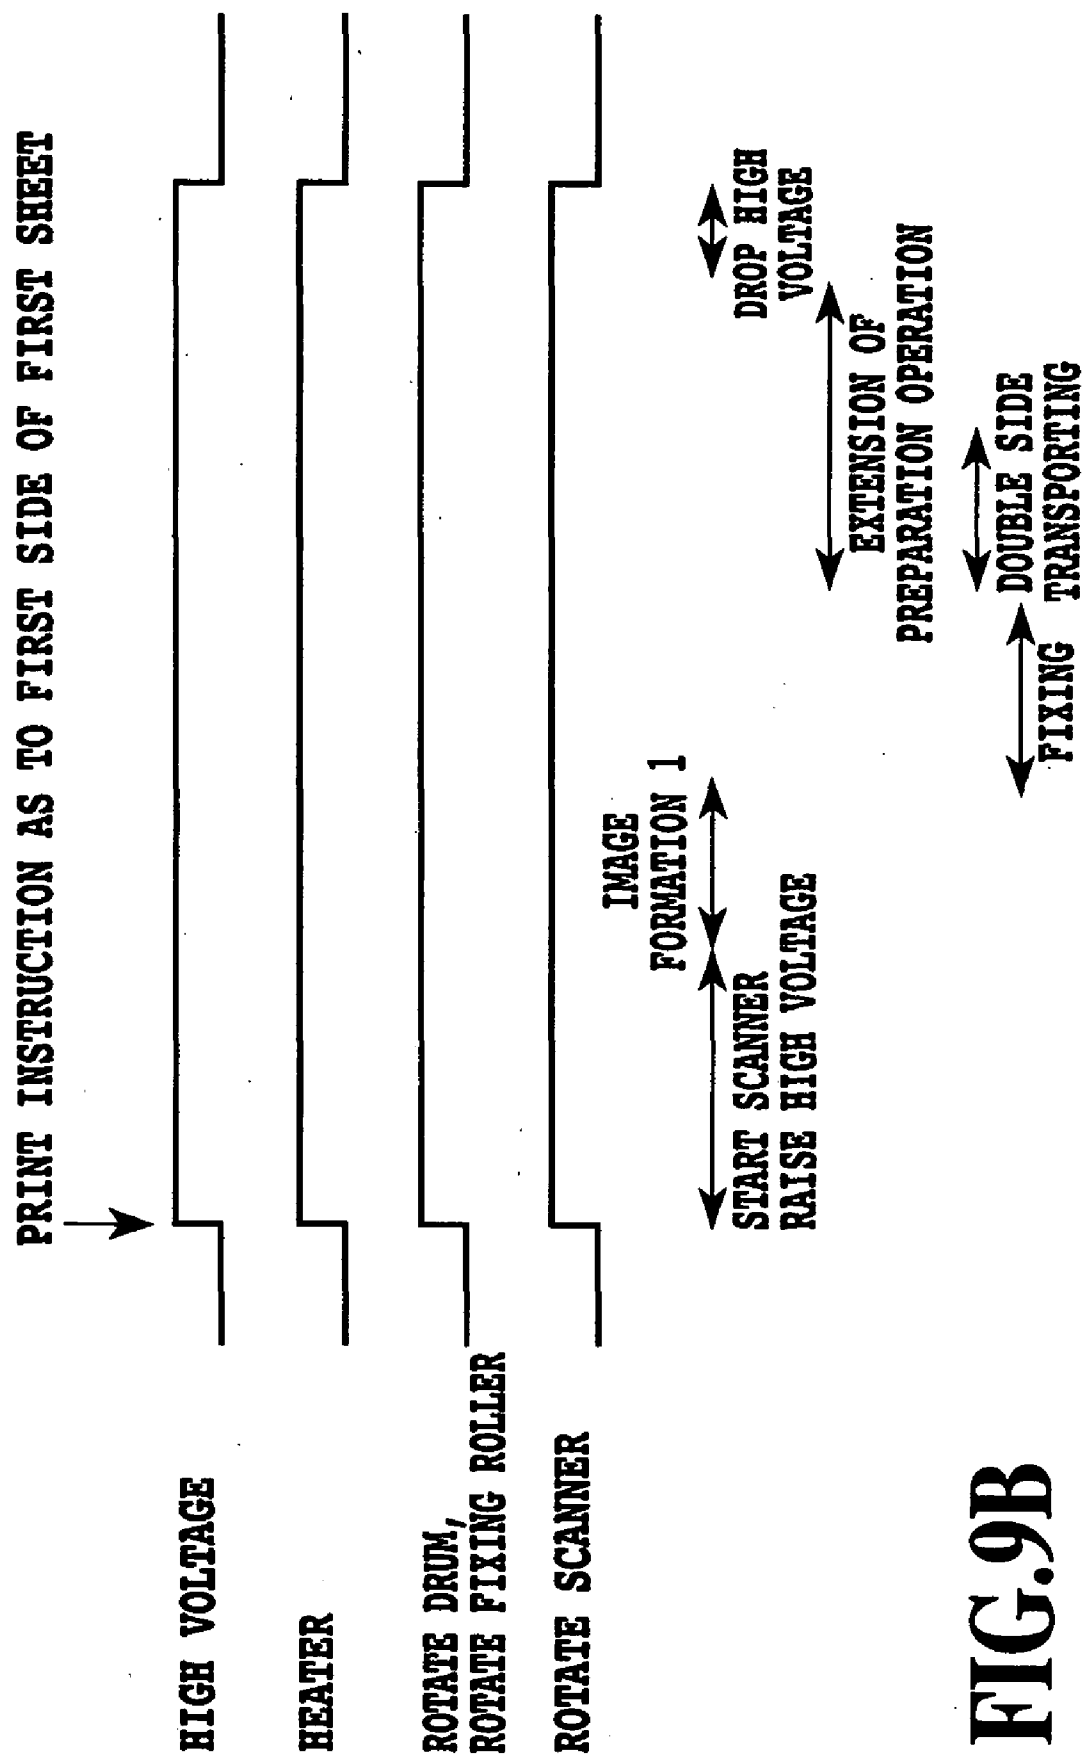 PRINT INSTRUCTION AS TO FIRST SIDE OF FIRST SHEET
HIGH VOLTAGE
HEATER
ROTATE DRUM,
ROTATE FIXING ROLLER
ROTATE SCANNER
IMAGE
FORMATION 1
START SCANNER
RAISE HIGH VOLTAGE
DROP HIGH
VOLTAGE
EXTENSION OF
PREPARATION OPERATION
DOUBLE SIDE
TRANSPORTING
FIXING
FIG.9B